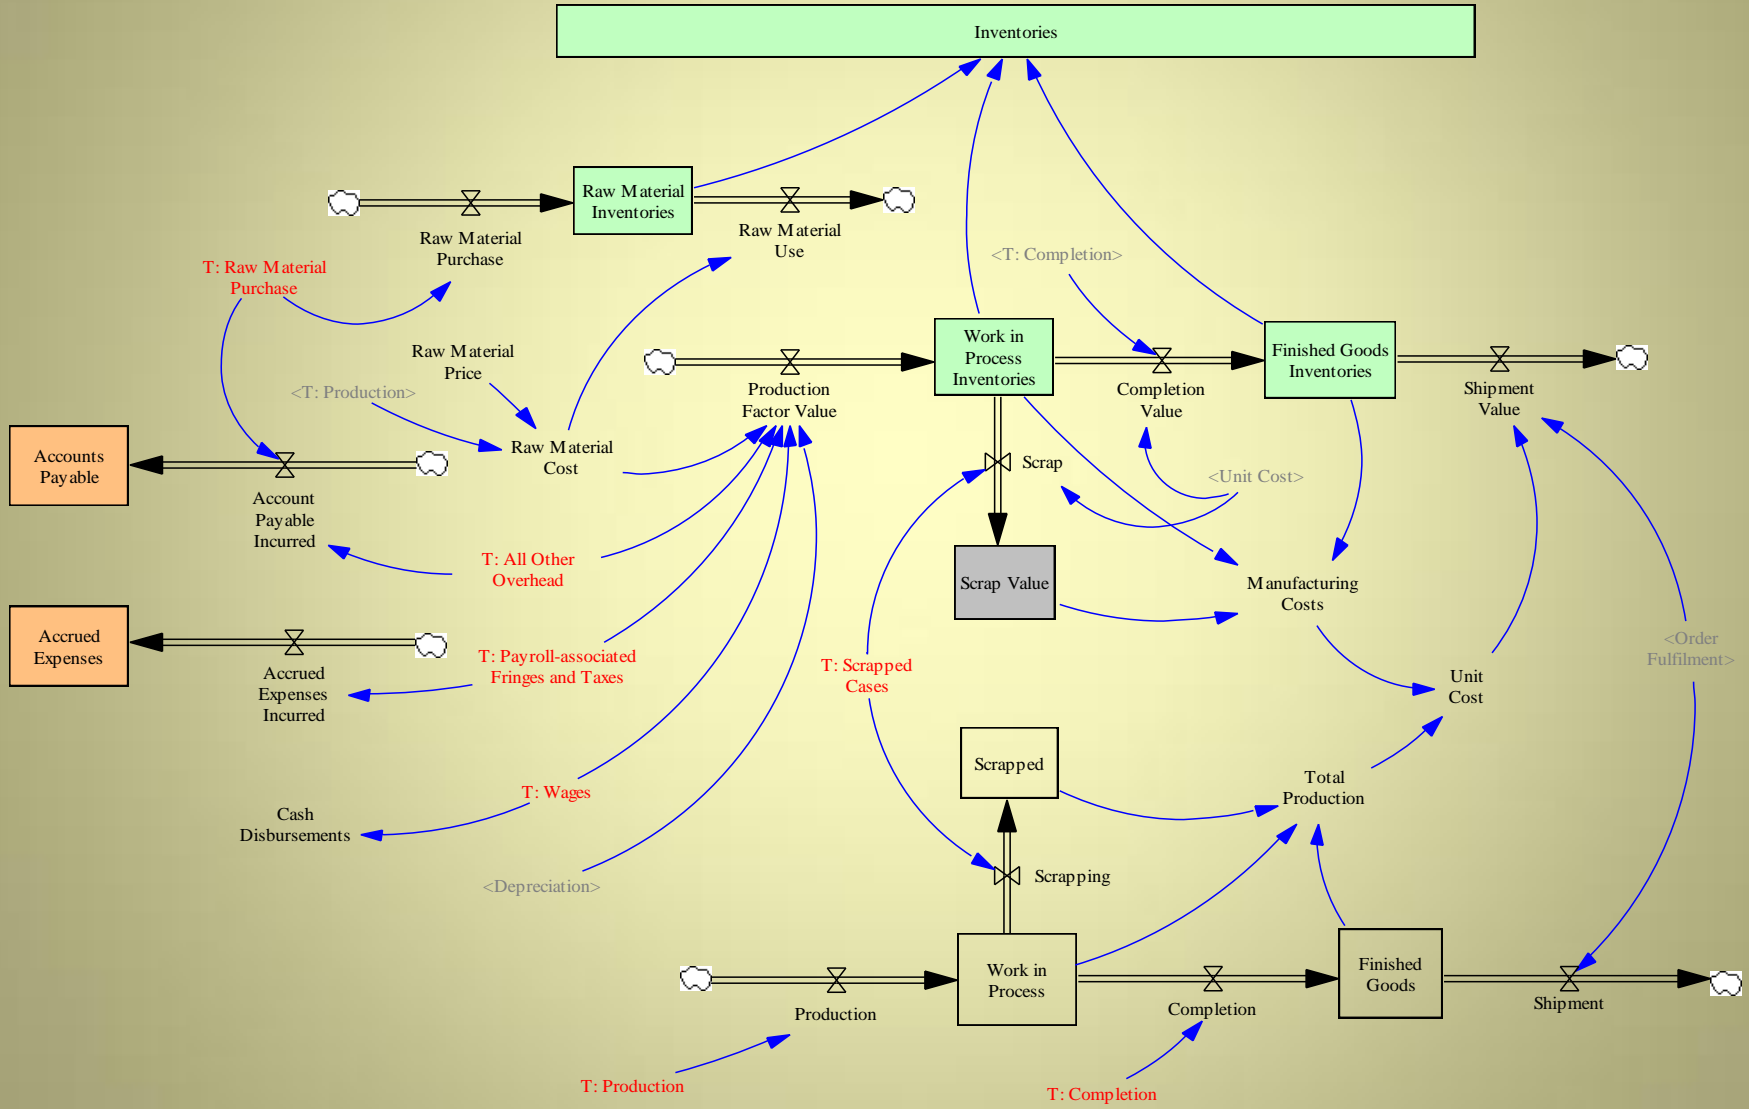 Inventories
Raw Material
Inventories
Raw Material
Purchase
Raw Material
Use
T: Raw Material
Purchase
<T: Completion>
Raw Material
Price
<T: Production>
Production
Factor Value
Work in
Process
Inventories
Completion
Value
Finished Goods
Inventories
Shipment
Value
Accounts
Payable
Account
Payable
Incurred
Raw Material
Cost
Scrap
<Unit Cost>
T: All Other
Overhead
Scrap Value
Manufacturing
Costs
Accrued
Expenses
Accrued
Expenses
Incurred
T: Payroll-associated
Fringes and Taxes
T: Scrapped
Cases
Unit
Cost
<Order
Fulfilment>
Scrapped
Total
Production
T: Wages
Cash
Disbursements
<Depreciation>
Scrapping
Work in
Process
Finished
Goods
Production
Completion
Shipment
T: Production
T: Completion